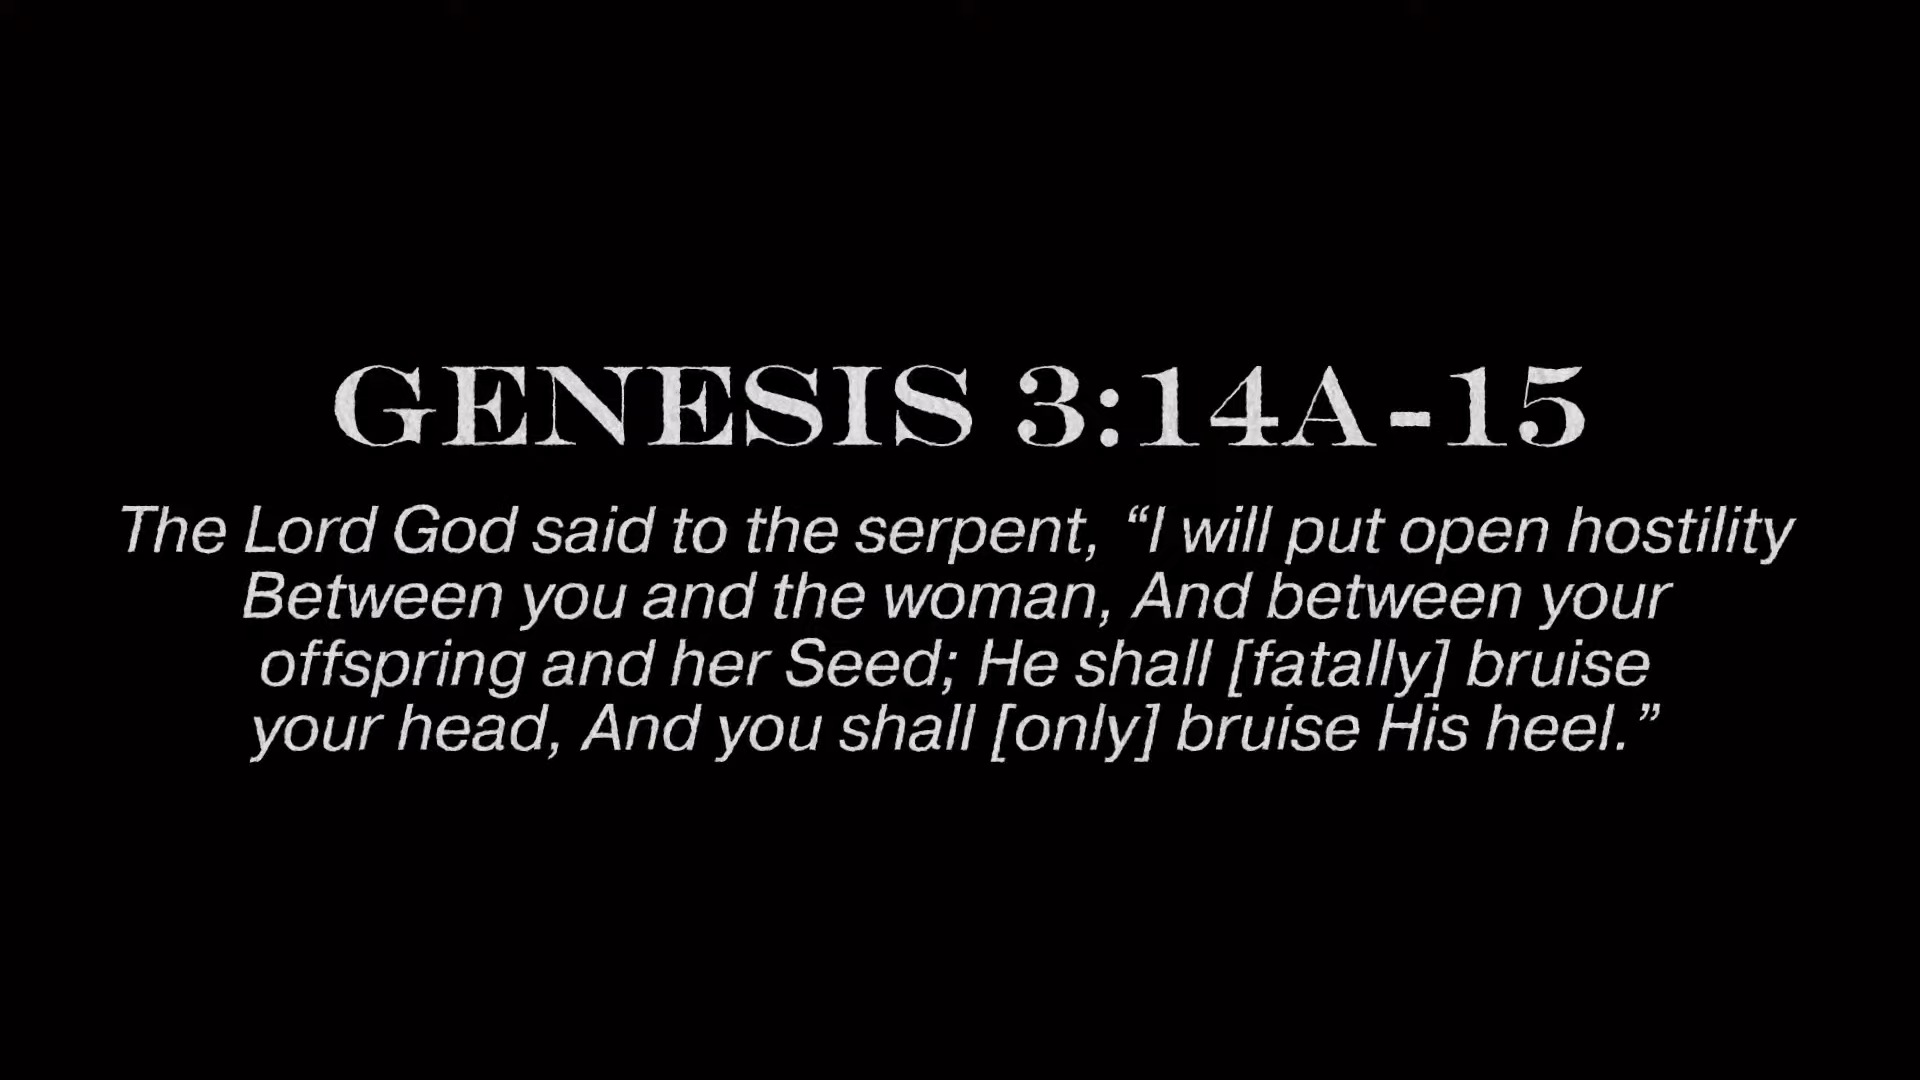 GENESIS 3:14A-15
The Lord God said to the serpent, “I will put open hostility
Between you and the woman, And between your
offspring and her Seed; He shall [fatally] bruise
your head, And you shall [only] bruise His heel.”